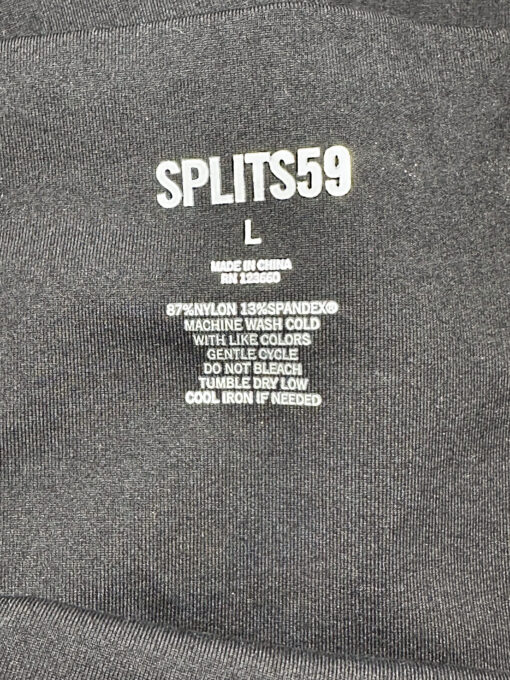 SPLITS59
L
MADE IN CHINA
RN 123660
87%NYLON 13%SPANDEX®
MACHINE WASH COLD
WITH LIKE COLORS
GENTLE CYCLE
DO NOT BLEACH
TUMBLE DRY LOW
COOL IRON IF NEEDED